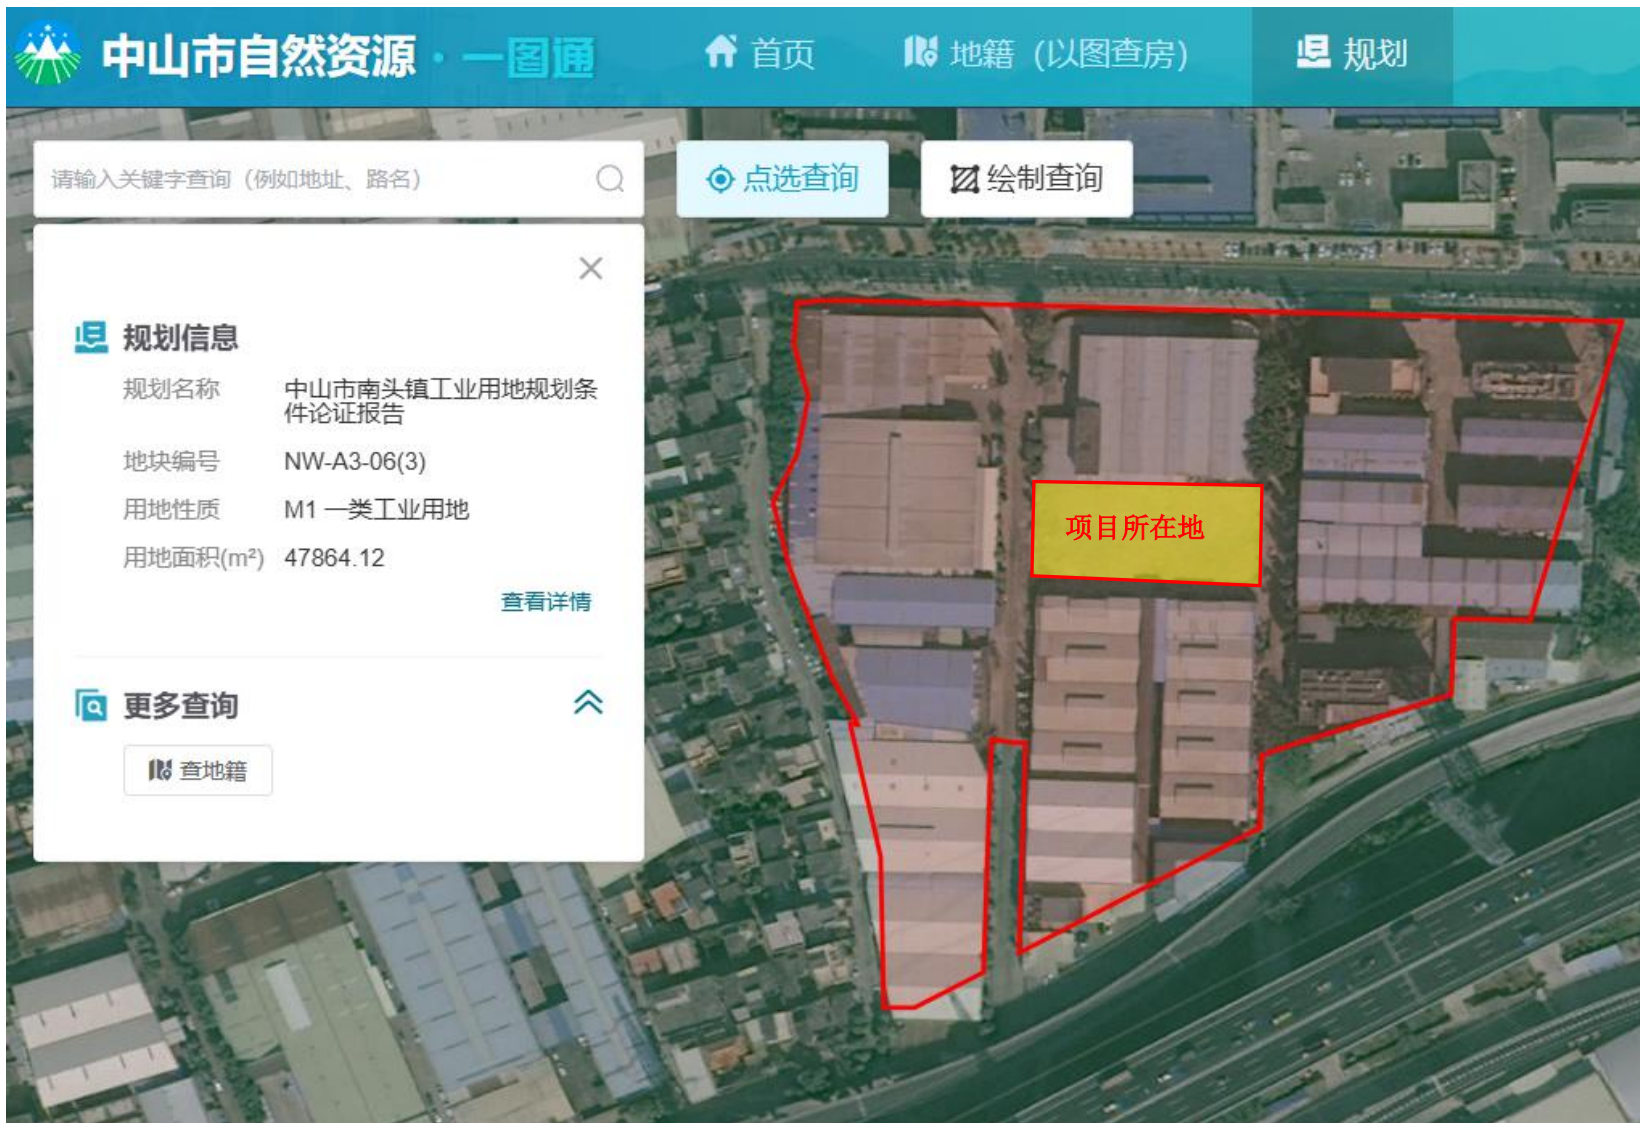 中山市自然资源·一图通
首页
地籍（以图查房）
规划
请输入关键字查询（例如地址、路名）
点选查询
绘制查询
规划信息
规划名称
中山市南头镇工业用地规划条
件论证报告
地块编号
NW-A3-06(3)
用地性质
M1 一类工业用地
用地面积(m²)
47864.12
查看详情
更多查询
查地籍
项目所在地